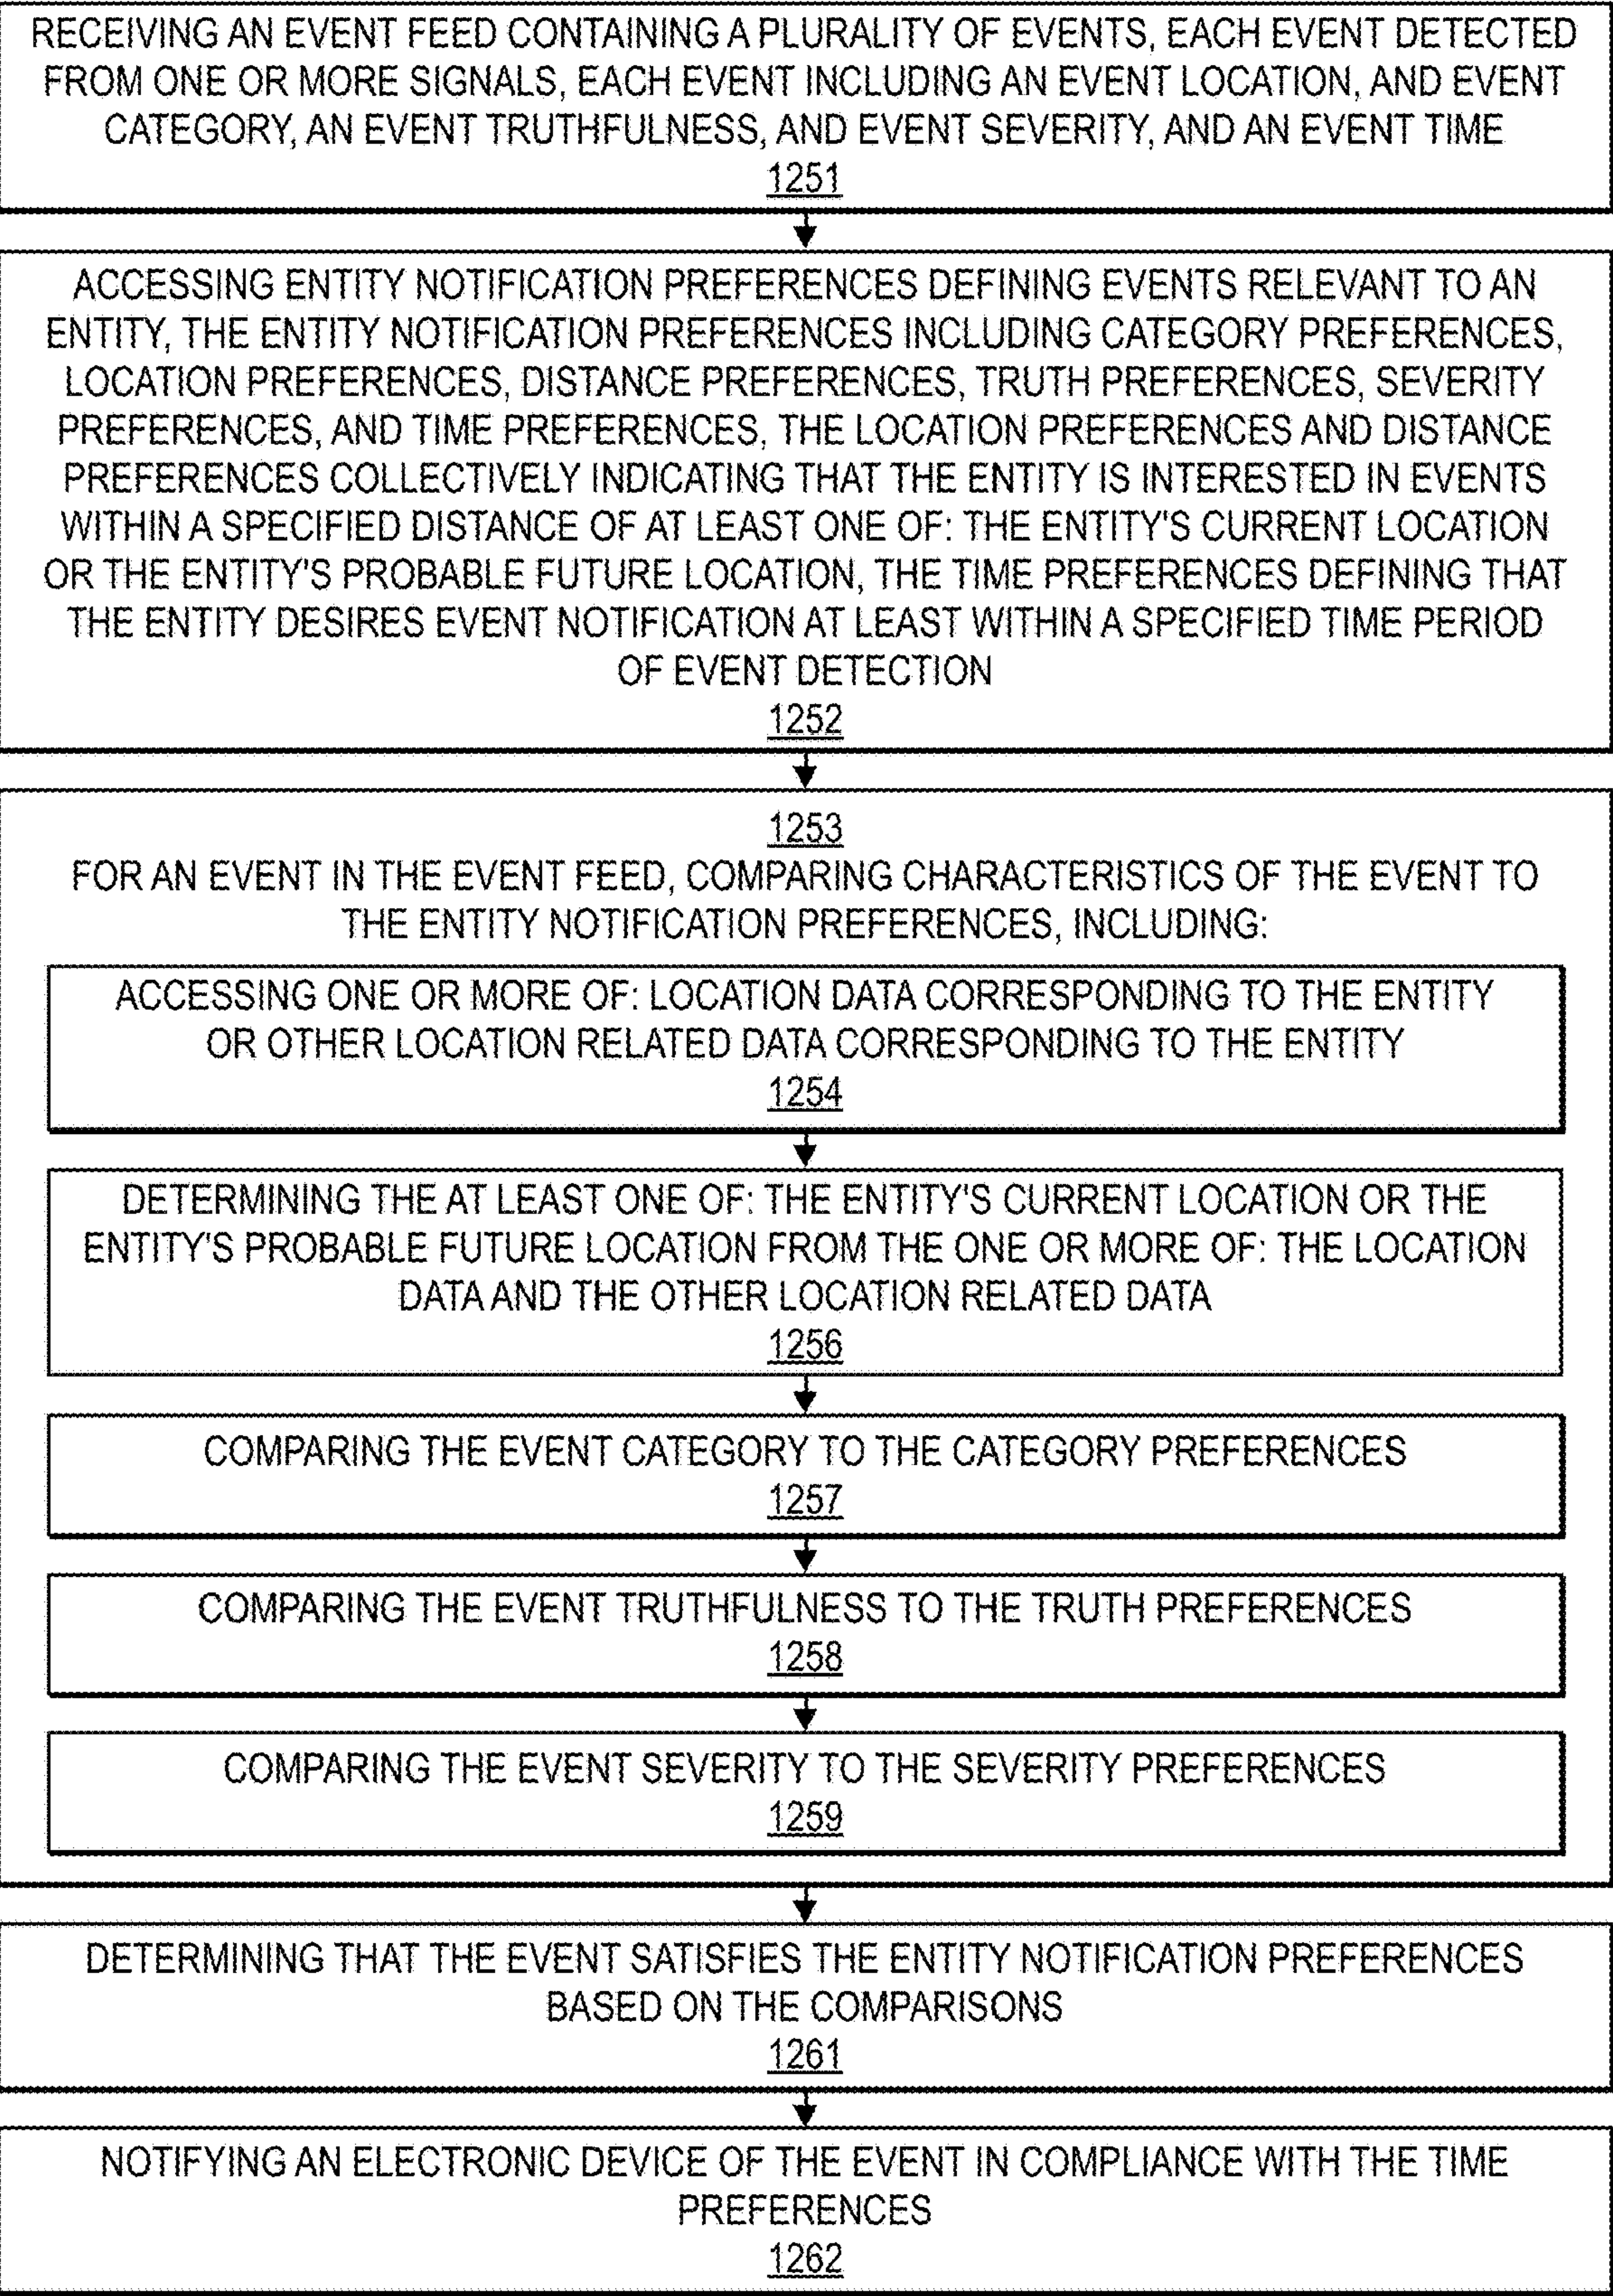 RECEIVING AN EVENT FEED CONTAINING A PLURALITY OF EVENTS, EACH EVENT DETECTED
FROM ONE OR MORE SIGNALS, EACH EVENT INCLUDING AN EVENT LOCATION, AND EVENT
CATEGORY, AN EVENT TRUTHFULNESS, AND EVENT SEVERITY, AND AN EVENT TIME
1251
ACCESSING ENTITY NOTIFICATION PREFERENCES DEFINING EVENTS RELEVANT TO AN
ENTITY, THE ENTITY NOTIFICATION PREFERENCES INCLUDING CATEGORY PREFERENCES,
LOCATION PREFERENCES, DISTANCE PREFERENCES, TRUTH PREFERENCES, SEVERITY
PREFERENCES, AND TIME PREFERENCES, THE LOCATION PREFERENCES AND DISTANCE
PREFERENCES COLLECTIVELY INDICATING THAT THE ENTITY IS INTERESTED IN EVENTS
WITHIN A SPECIFIED DISTANCE OF AT LEAST ONE OF: THE ENTITY'S CURRENT LOCATION
OR THE ENTITY'S PROBABLE FUTURE LOCATION, THE TIME PREFERENCES DEFINING THAT
THE ENTITY DESIRES EVENT NOTIFICATION AT LEAST WITHIN A SPECIFIED TIME PERIOD
OF EVENT DETECTION
1252
1253
FOR AN EVENT IN THE EVENT FEED, COMPARING CHARACTERISTICS OF THE EVENT TO
THE ENTITY NOTIFICATION PREFERENCES, INCLUDING:
ACCESSING ONE OR MORE OF: LOCATION DATA CORRESPONDING TO THE ENTITY
OR OTHER LOCATION RELATED DATA CORRESPONDING TO THE ENTITY
1254
DETERMINING THE AT LEAST ONE OF: THE ENTITY'S CURRENT LOCATION OR THE
ENTITY'S PROBABLE FUTURE LOCATION FROM THE ONE OR MORE OF: THE LOCATION
DATA AND THE OTHER LOCATION RELATED DATA
1256
COMPARING THE EVENT CATEGORY TO THE CATEGORY PREFERENCES
1257
COMPARING THE EVENT TRUTHFULNESS TO THE TRUTH PREFERENCES
1258
COMPARING THE EVENT SEVERITY TO THE SEVERITY PREFERENCES
1259
DETERMINING THAT THE EVENT SATISFIES THE ENTITY NOTIFICATION PREFERENCES
BASED ON THE COMPARISONS
1261
NOTIFYING AN ELECTRONIC DEVICE OF THE EVENT IN COMPLIANCE WITH THE TIME
PREFERENCES
1262